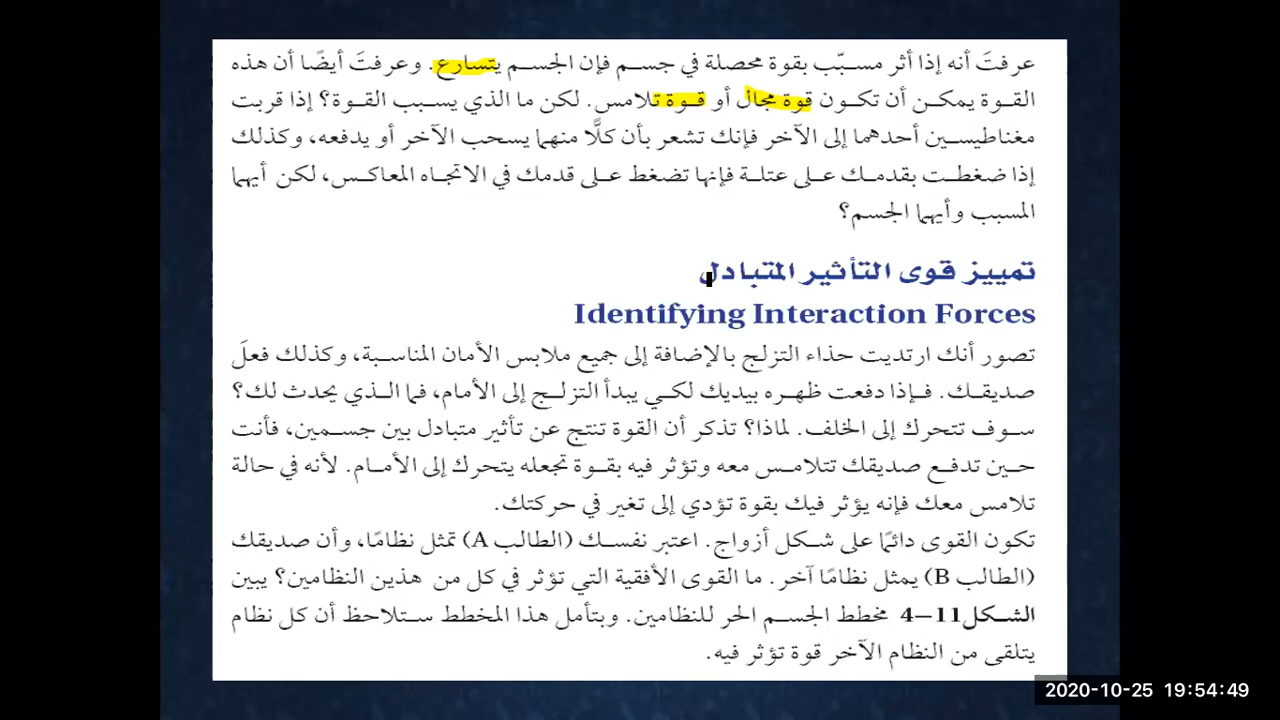 عرفتَ أنه إذا أثر مسبّب بقوة محصلة في جسم فإن الجسم يتسارع. وعرفتَ أيضًا أن هذه
القوة يمكن أن تكون قوة مجال أو قوة تلامس. لكن ما الذي يسبب القوة؟ إذا قربت
مغناطيسين أحدهما إلى الآخر فإنك تشعر بأن كلًّا منهما يسحب الآخر أو يدفعه، وكذلك
إذا ضغطت بقدمك على عتلة فإنها تضغط على قدمك في الاتجاه المعاكس، لكن أيهما
المسبب وأيهما الجسم؟
تمييز قوى التأثير المتبادل
Identifying Interaction Forces
تصور أنك ارتديت حذاء التزلج بالإضافة إلى جميع ملابس الأمان المناسبة، وكذلك فعلَ
صديقك. فإذا دفعت ظهره بيديك لكي يبدأ التزلج إلى الأمام، فما الذي يحدث لك؟
سوف تتحرك إلى الخلف. لماذا؟ تذكر أن القوة تنتج عن تأثير متبادل بين جسمين، فأنت
حين تدفع صديقك تتلامس معه وتؤثر فيه بقوة تجعله يتحرك إلى الأمام. لأنه في حالة
تلامس معك فإنه يؤثر فيك بقوة تؤدي إلى تغير في حركتك.
تكون القوى دائمًا على شكل أزواج. اعتبر نفسك (الطالب A) تمثل نظامًا، وأن صديقك
(الطالب B) يمثل نظامًا آخر. ما القوى الأفقية التي تؤثر في كل من هذين النظامين؟ يبين
الشكل 11–4 مخطط الجسم الحر للنظامين. وبتأمل هذا المخطط ستلاحظ أن كل نظام
يتلقى من النظام الآخر قوة تؤثر فيه.
2020-10-25 19:54:49